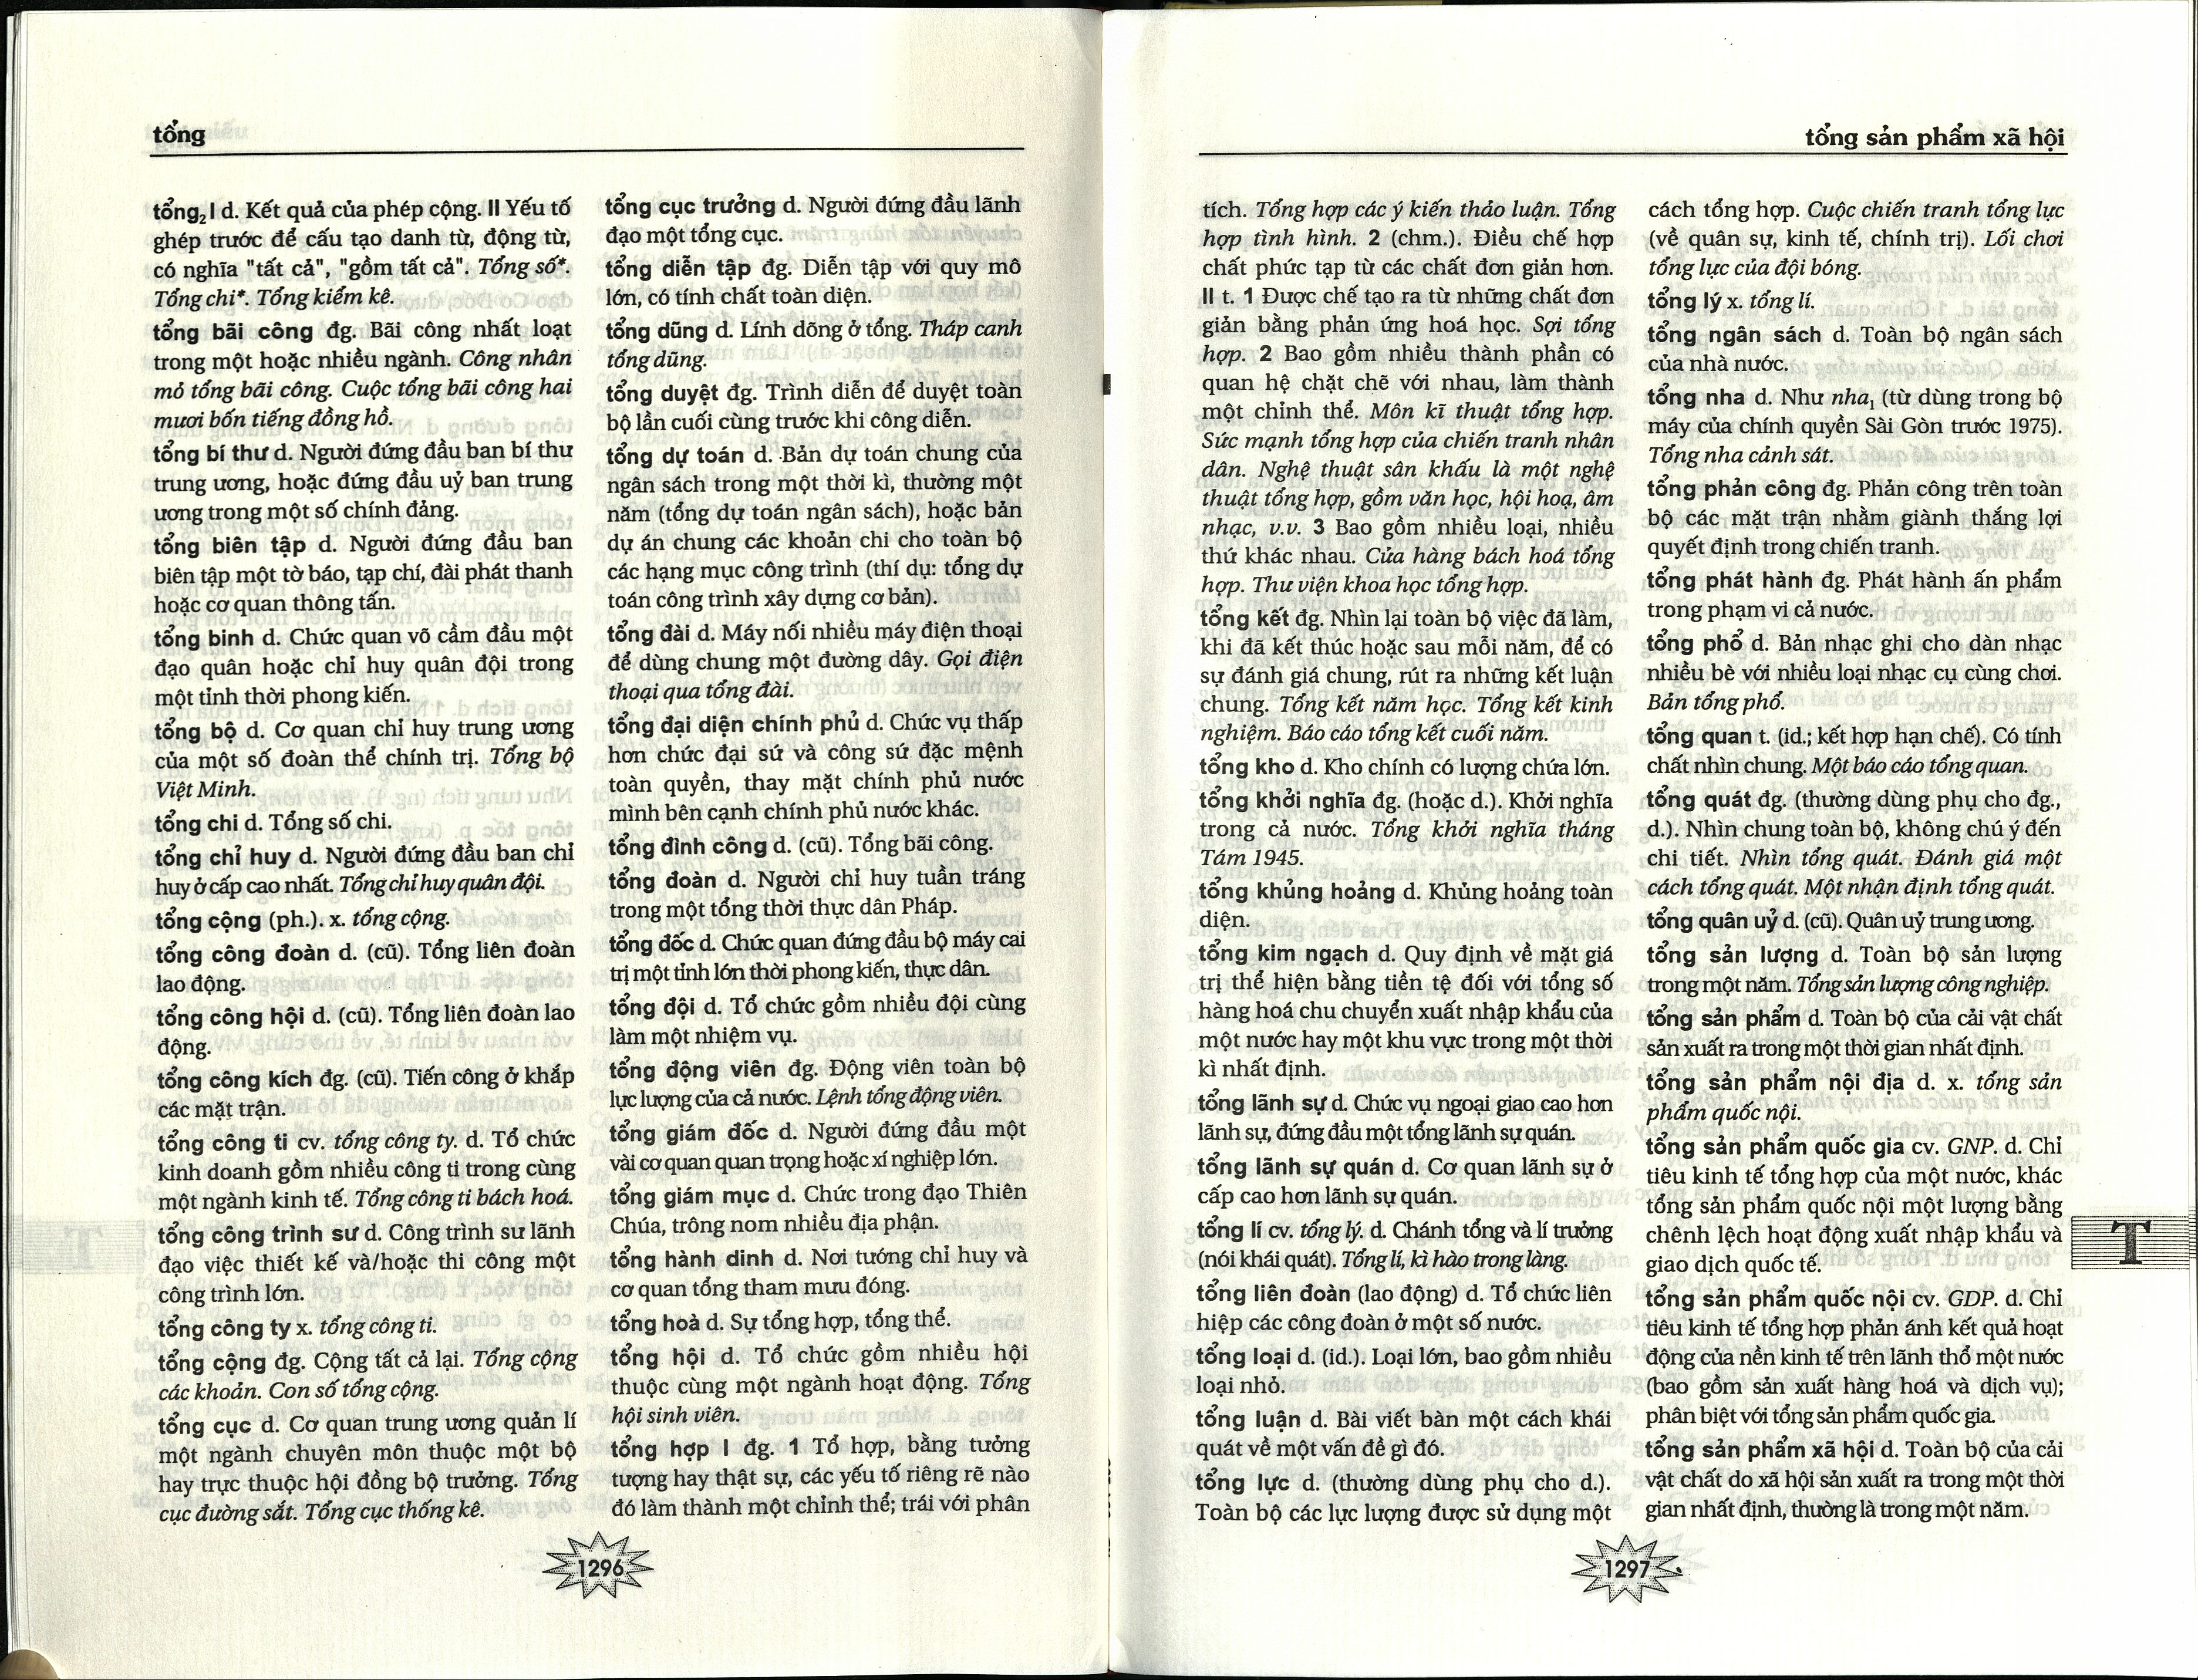 tổng
tổng₂ I d. Kết quả của phép cộng. II Yếu tố
ghép trước để cấu tạo danh từ, động từ,
có nghĩa "tất cả", "gồm tất cả". Tổng số*.
Tổng chi*. Tổng kiểm kê.
tổng bãi công đg. Bãi công nhất loạt
trong một hoặc nhiều ngành. Công nhân
mỏ tổng bãi công. Cuộc tổng bãi công hai
mươi bốn tiếng đồng hồ.
tổng bí thư d. Người đứng đầu ban bí thư
trung ương, hoặc đứng đầu uỷ ban trung
ương trong một số chính đảng.
tổng biên tập d. Người đứng đầu ban
biên tập một tờ báo, tạp chí, đài phát thanh
hoặc cơ quan thông tấn.
tổng binh d. Chức quan võ cầm đầu một
đạo quân hoặc chỉ huy quân đội trong
một tỉnh thời phong kiến.
tổng bộ d. Cơ quan chỉ huy trung ương
của một số đoàn thể chính trị. Tổng bộ
Việt Minh.
tổng chi d. Tổng số chi.
tổng chỉ huy d. Người đứng đầu ban chỉ
huy ở cấp cao nhất. Tổng chỉ huy quân đội.
tổng cộng (ph.). x. tổng cộng.
tổng công đoàn d. (cũ). Tổng liên đoàn
lao động.
tổng công hội d. (cũ). Tổng liên đoàn lao
động.
tổng công kích đg. (cũ). Tiến công ở khắp
các mặt trận.
tổng công ti cv. tổng công ty. d. Tổ chức
kinh doanh gồm nhiều công ti trong cùng
một ngành kinh tế. Tổng công ti bách hoá.
tổng công trình sư d. Công trình sư lãnh
đạo việc thiết kế và/hoặc thi công một
công trình lớn.
tổng công ty x. tổng công ti.
tổng cộng đg. Cộng tất cả lại. Tổng cộng
các khoản. Con số tổng cộng.
tổng cục d. Cơ quan trung ương quản lí
một ngành chuyên môn thuộc một bộ
hay trực thuộc hội đồng bộ trưởng. Tổng
cục đường sắt. Tổng cục thống kê.
tổng cục trưởng d. Người đứng đầu lãnh
đạo một tổng cục.
tổng diễn tập đg. Diễn tập với quy mô
lớn, có tính chất toàn diện.
tổng dũng d. Lính dõng ở tổng. Tháp canh
tổng dũng.
tổng duyệt đg. Trình diễn để duyệt toàn
bộ lần cuối cùng trước khi công diễn.
tổng dự toán d. Bản dự toán chung của
ngân sách trong một thời kì, thường một
năm (tổng dự toán ngân sách), hoặc bản
dự án chung các khoản chi cho toàn bộ
các hạng mục công trình (thí dụ: tổng dự
toán công trình xây dựng cơ bản).
tổng đài d. Máy nối nhiều máy điện thoại
để dùng chung một đường dây. Gọi điện
thoại qua tổng đài.
tổng đại diện chính phủ d. Chức vụ thấp
hơn chức đại sứ và công sứ đặc mệnh
toàn quyền, thay mặt chính phủ nước
mình bên cạnh chính phủ nước khác.
tổng đình công d. (cũ). Tổng bãi công.
tổng đoàn d. Người chỉ huy tuần tráng
trong một tổng thời thực dân Pháp.
tổng đốc d. Chức quan đứng đầu bộ máy cai
trị một tỉnh lớn thời phong kiến, thực dân.
tổng đội d. Tổ chức gồm nhiều đội cùng
làm một nhiệm vụ.
tổng động viên đg. Động viên toàn bộ
lực lượng của cả nước. Lệnh tổng động viên.
tổng giám đốc d. Người đứng đầu một
vài cơ quan quan trọng hoặc xí nghiệp lớn.
tổng giám mục d. Chức trong đạo Thiên
Chúa, trông nom nhiều địa phận.
tổng hành dinh d. Nơi tướng chỉ huy và
cơ quan tổng tham mưu đóng.
tổng hoà d. Sự tổng hợp, tổng thể.
tổng hội d. Tổ chức gồm nhiều hội
thuộc cùng một ngành hoạt động. Tổng
hội sinh viên.
tổng hợp I đg. 1 Tổ hợp, bằng tưởng
tượng hay thật sự, các yếu tố riêng rẽ nào
đó làm thành một chỉnh thể; trái với phân
1296
tổng sản phẩm xã hội
tích. Tổng hợp các ý kiến thảo luận. Tổng
hợp tình hình. 2 (chm.). Điều chế hợp
chất phức tạp từ các chất đơn giản hơn.
II t. 1 Được chế tạo ra từ những chất đơn
giản bằng phản ứng hoá học. Sợi tổng
hợp. 2 Bao gồm nhiều thành phần có
quan hệ chặt chẽ với nhau, làm thành
một chỉnh thể. Môn kĩ thuật tổng hợp.
Sức mạnh tổng hợp của chiến tranh nhân
dân. Nghệ thuật sân khấu là một nghệ
thuật tổng hợp, gồm văn học, hội hoạ, âm
nhạc, v.v. 3 Bao gồm nhiều loại, nhiều
thứ khác nhau. Cửa hàng bách hoá tổng
hợp. Thư viện khoa học tổng hợp.
tổng kết đg. Nhìn lại toàn bộ việc đã làm,
khi đã kết thúc hoặc sau mỗi năm, để có
sự đánh giá chung, rút ra những kết luận
chung. Tổng kết năm học. Tổng kết kinh
nghiệm. Báo cáo tổng kết cuối năm.
tổng kho d. Kho chính có lượng chứa lớn.
tổng khởi nghĩa đg. (hoặc d.). Khởi nghĩa
trong cả nước. Tổng khởi nghĩa tháng
Tám 1945.
tổng khủng hoảng d. Khủng hoảng toàn
diện.
tổng kim ngạch d. Quy định về mặt giá
trị thể hiện bằng tiền tệ đối với tổng số
hàng hoá chu chuyển xuất nhập khẩu của
một nước hay một khu vực trong một thời
kì nhất định.
tổng lãnh sự d. Chức vụ ngoại giao cao hơn
lãnh sự, đứng đầu một tổng lãnh sự quán.
tổng lãnh sự quán d. Cơ quan lãnh sự ở
cấp cao hơn lãnh sự quán.
tổng lí cv. tổng lý. d. Chánh tổng và lí trưởng
(nói khái quát). Tổng lí, kì hào trong làng.
tổng liên đoàn (lao động) d. Tổ chức liên
hiệp các công đoàn ở một số nước.
tổng loại d. (id.). Loại lớn, bao gồm nhiều
loại nhỏ.
tổng luận d. Bài viết bàn một cách khái
quát về một vấn đề gì đó.
tổng lực d. (thường dùng phụ cho d.).
Toàn bộ các lực lượng được sử dụng một
cách tổng hợp. Cuộc chiến tranh tổng lực
(về quân sự, kinh tế, chính trị). Lối chơi
tổng lực của đội bóng.
tổng lý x. tổng lí.
tổng ngân sách d. Toàn bộ ngân sách
của nhà nước.
tổng nha d. Như nha₁ (từ dùng trong bộ
máy của chính quyền Sài Gòn trước 1975).
Tổng nha cảnh sát.
tổng phản công đg. Phản công trên toàn
bộ các mặt trận nhằm giành thắng lợi
quyết định trong chiến tranh.
tổng phát hành đg. Phát hành ấn phẩm
trong phạm vi cả nước.
tổng phổ d. Bản nhạc ghi cho dàn nhạc
nhiều bè với nhiều loại nhạc cụ cùng chơi.
Bản tổng phổ.
tổng quan t. (id.; kết hợp hạn chế). Có tính
chất nhìn chung. Một báo cáo tổng quan.
tổng quát đg. (thường dùng phụ cho đg.,
d.). Nhìn chung toàn bộ, không chú ý đến
chi tiết. Nhìn tổng quát. Đánh giá một
cách tổng quát. Một nhận định tổng quát.
tổng quân uỷ d. (cũ). Quân uỷ trung ương.
tổng sản lượng d. Toàn bộ sản lượng
trong một năm. Tổng sản lượng công nghiệp.
tổng sản phẩm d. Toàn bộ của cải vật chất
sản xuất ra trong một thời gian nhất định.
tổng sản phẩm nội địa d. x. tổng sản
phẩm quốc nội.
tổng sản phẩm quốc gia cv. GNP. d. Chỉ
tiêu kinh tế tổng hợp của một nước, khác
tổng sản phẩm quốc nội một lượng bằng
chênh lệch hoạt động xuất nhập khẩu và
giao dịch quốc tế.
tổng sản phẩm quốc nội cv. GDP. d. Chỉ
tiêu kinh tế tổng hợp phản ánh kết quả hoạt
động của nền kinh tế trên lãnh thổ một nước
(bao gồm sản xuất hàng hoá và dịch vụ);
phân biệt với tổng sản phẩm quốc gia.
tổng sản phẩm xã hội d. Toàn bộ của cải
vật chất do xã hội sản xuất ra trong một thời
gian nhất định, thường là trong một năm.
T
1297